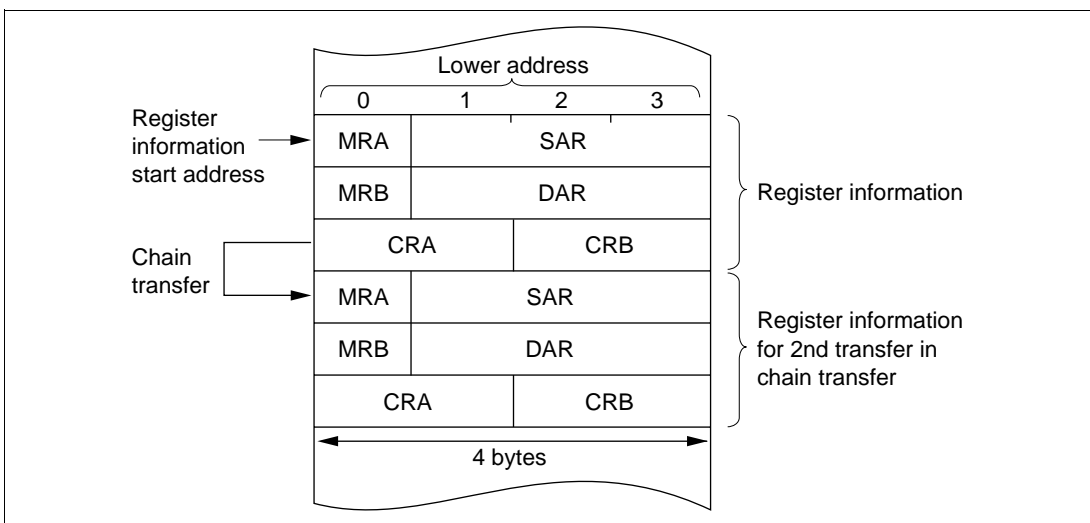 Lower address
0 1 2 3
Register
information
start address
MRA SAR
MRB DAR
Register information
CRA CRB
Chain
transfer
MRA SAR
MRB DAR
Register information
for 2nd transfer in
chain transfer
CRA CRB
4 bytes